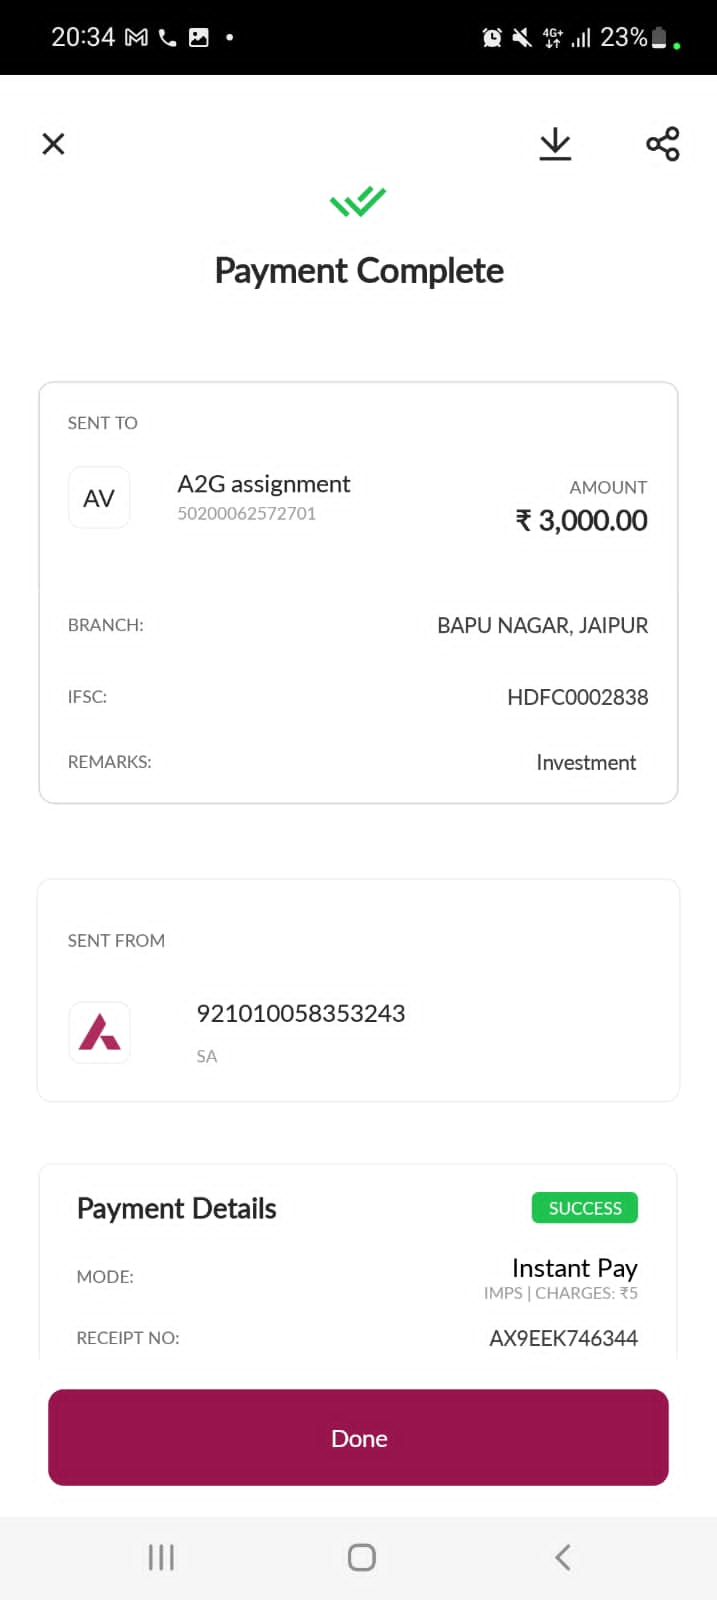 20:34
4G+
23%
Payment Complete
SENT TO
AV
A2G assignment
50200062572701
AMOUNT
₹ 3,000.00
BRANCH:
BAPU NAGAR, JAIPUR
IFSC:
HDFC0002838
REMARKS:
Investment
SENT FROM
921010058353243
SA
Payment Details
SUCCESS
MODE:
Instant Pay
IMPS | CHARGES: ₹5
RECEIPT NO:
AX9EEK746344
Done